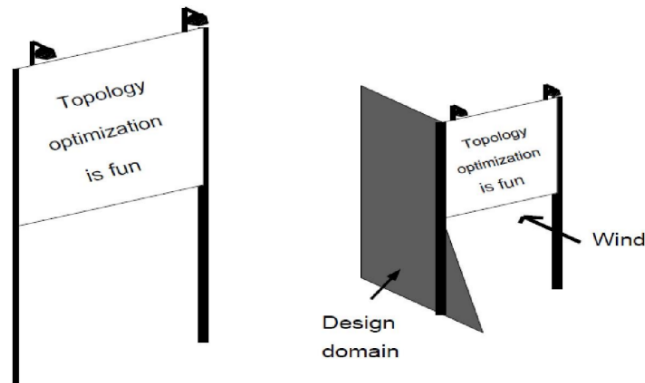 Topology
optimization
is fun
Topology
optimization
is fun
Wind
Design
domain